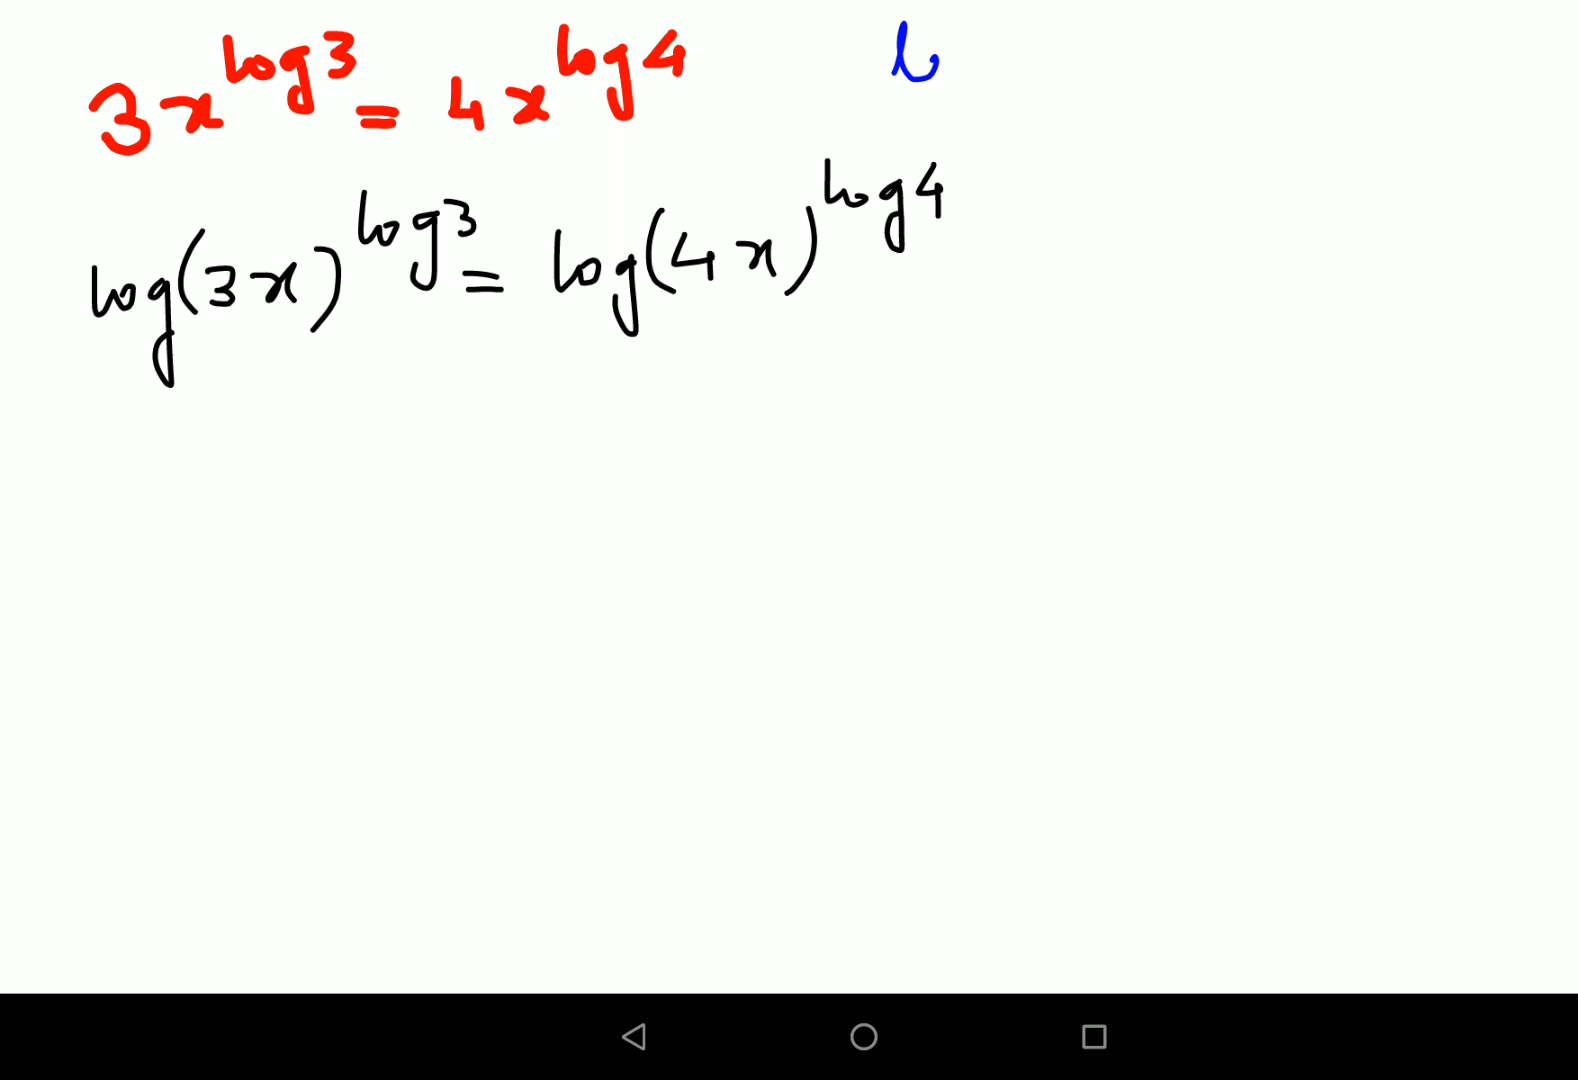 3x^log3 = 4x^log4
log(3x)^log3 = log(4x)^log4